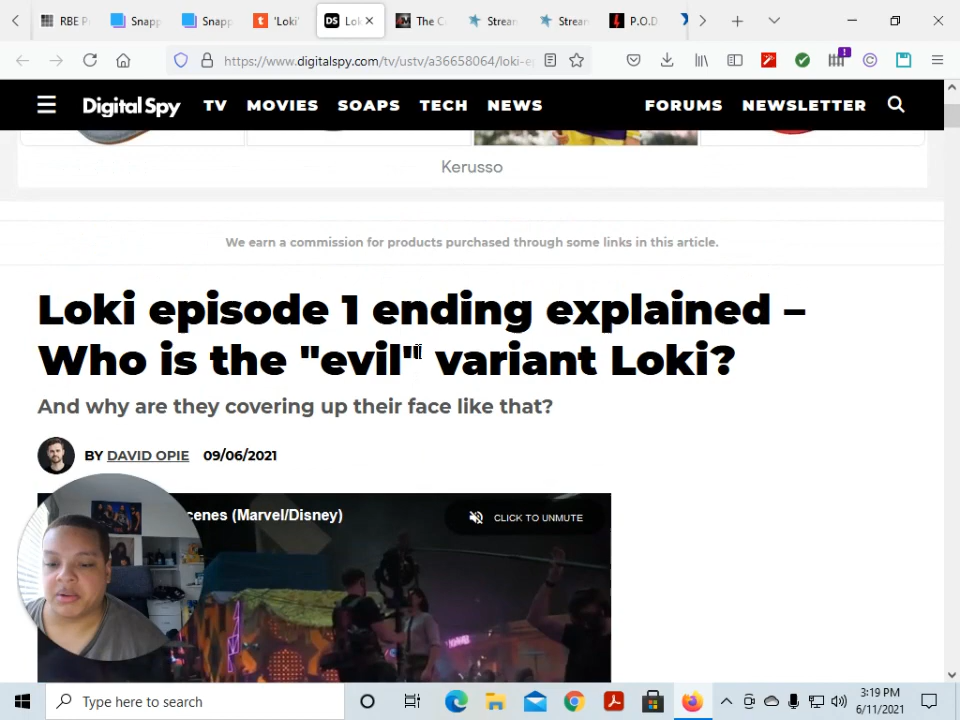 RBE P
Snapp
Snapp
'Loki'
DS Lok
The C
Stream
Stream
P.O.D
https://www.digitalspy.com/tv/ustv/a36658064/loki-e
Digital Spy
TV MOVIES SOAPS TECH NEWS FORUMS NEWSLETTER
Kerusso
We earn a commission for products purchased through some links in this article.
Loki episode 1 ending explained –
Who is the "evil" variant Loki?
And why are they covering up their face like that?
BY DAVID OPIE 09/06/2021
cenes (Marvel/Disney)
CLICK TO UNMUTE
Type here to search
3:19 PM
6/11/2021